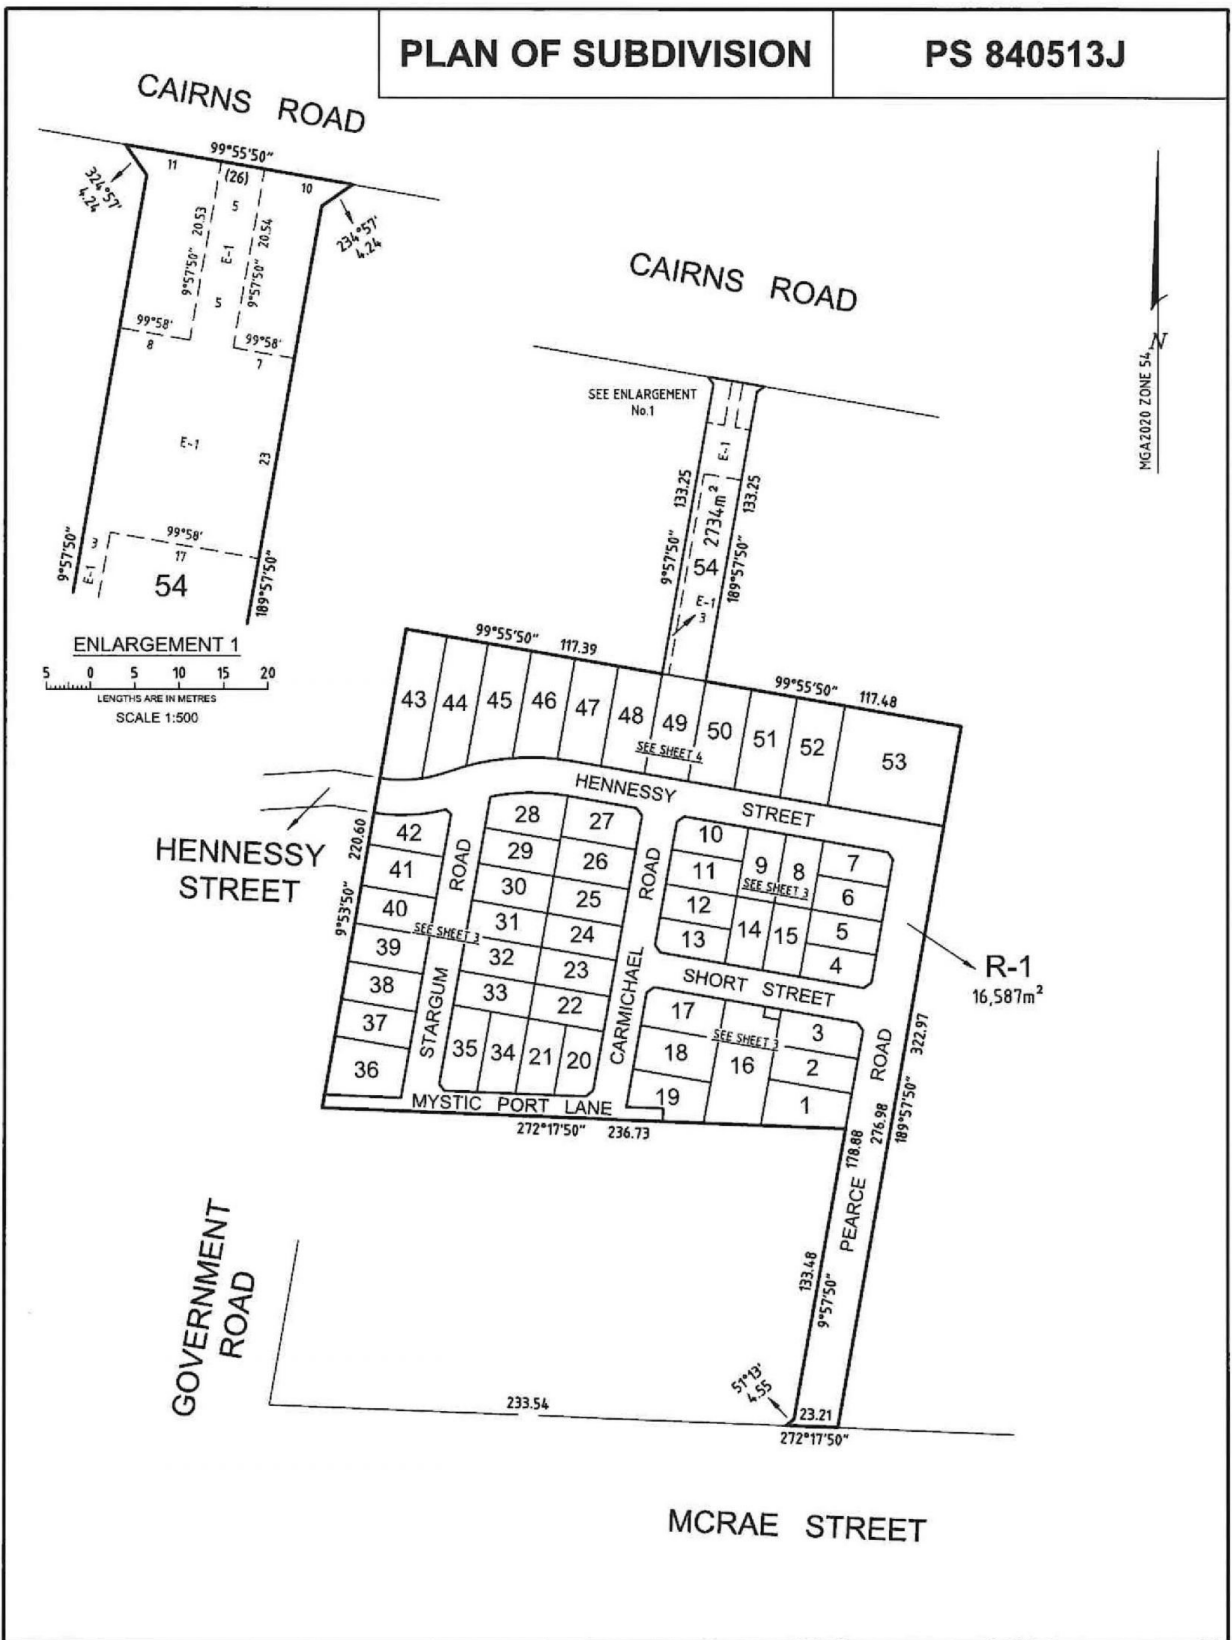 PLAN OF SUBDIVISION
PS 840513J
CAIRNS ROAD
99°55'50"
(26)
11
10
324°57'
4.24
234°57'
4.24
5
E-1
5
9°57'50" 20.53
9°57'50" 20.54
99°58'
8
99°58'
7
E-1
23
99°58'
17
3
E-1
54
9°57'50"
189°57'50"
ENLARGEMENT 1
5 0 5 10 15 20
LENGTHS ARE IN METRES
SCALE 1:500
CAIRNS ROAD
SEE ENLARGEMENT
No.1
MGA2020 ZONE 54
N
E-1
133.25
133.25
2734m²
9°57'50"
54
189°57'50"
E-1
3
99°55'50" 117.39
99°55'50" 117.48
43
44
45
46
47
48
49
50
51
52
53
SEE SHEET 4
HENNESSY STREET
HENNESSY
STREET
220.60
9°53'50"
42
41
40
39
38
37
36
SEE SHEET 3
STARGUM ROAD
28
29
30
31
32
33
35
34
21
20
27
26
25
24
23
22
CARMICHAEL ROAD
10
11
12
13
9
8
SEE SHEET 3
14
15
7
6
5
4
SHORT STREET
R-1
16,587m²
17
18
19
SEE SHEET 3
16
3
2
1
MYSTIC PORT LANE
272°17'50" 236.73
PEARCE ROAD
178.88
276.98
322.97
189°57'50"
133.48
9°57'50"
GOVERNMENT
ROAD
233.54
51°13'
4.55
23.21
272°17'50"
MCRAE STREET